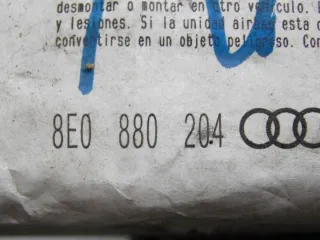 desmontar o montar en otro vehículo. E
y lesiones. Si la unidad airbag esta d
convertirse en un objeto peligroso. Con
8E0 880 204